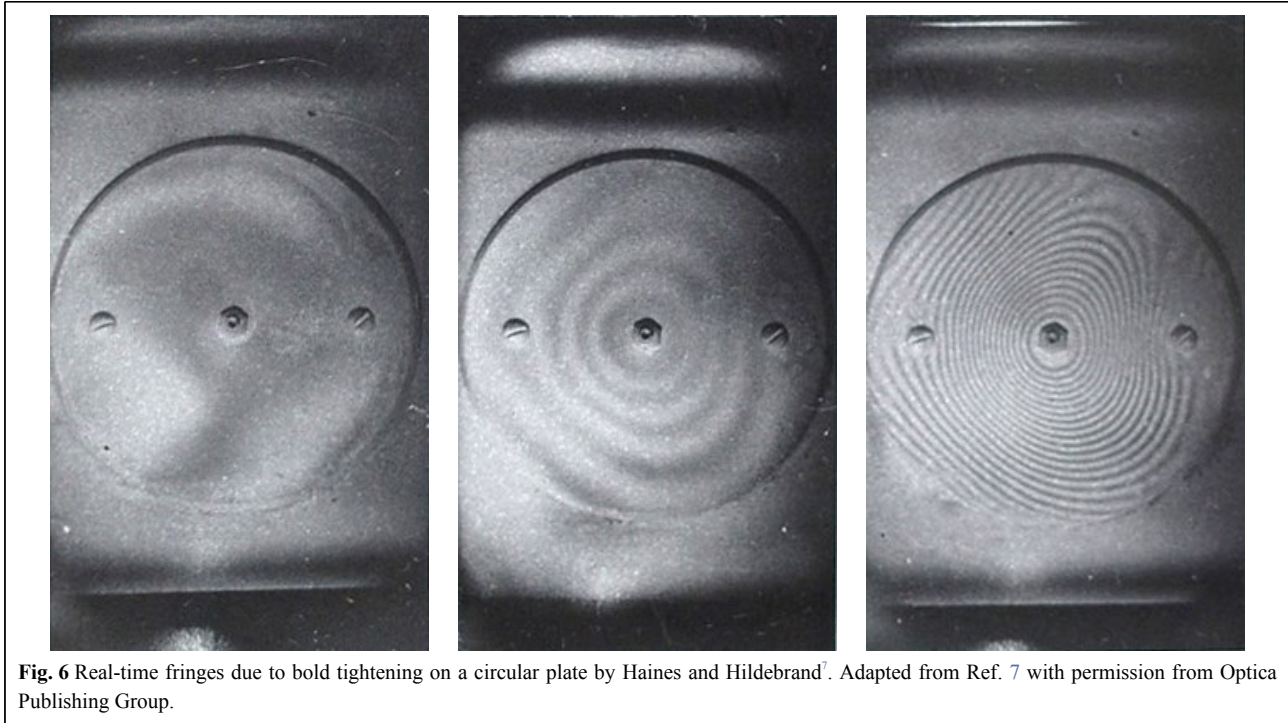 Fig. 6 Real-time fringes due to bold tightening on a circular plate by Haines and Hildebrand⁷. Adapted from Ref. 7 with permission from Optica
Publishing Group.